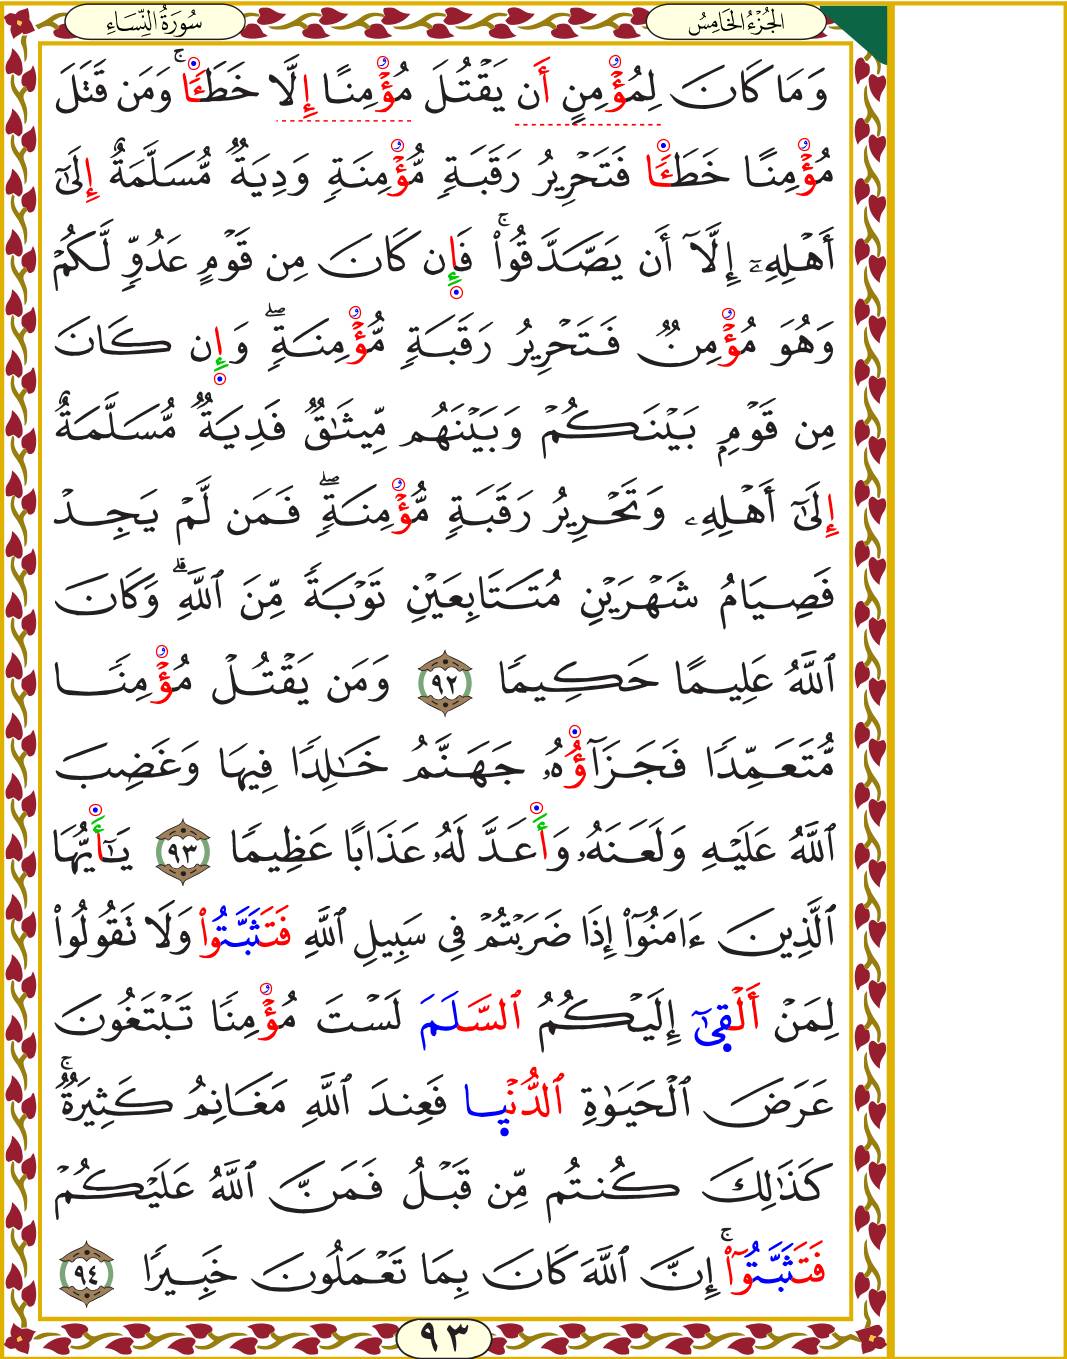 سُورَةُ النِّسَاءِ
الْجُزْءُ الْخَامِسُ
وَمَا كَانَ لِمُؤْمِنٍ أَن يَقْتُلَ مُؤْمِنًا إِلَّا خَطَـًٔاۚ وَمَن قَتَلَ
مُؤْمِنًا خَطَـًٔا فَتَحْرِيرُ رَقَبَةٍ مُّؤْمِنَةٍ وَدِيَةٌ مُّسَلَّمَةٌ إِلَىٰٓ
أَهْلِهِۦٓ إِلَّآ أَن يَصَّدَّقُوا۟ۚ فَإِن كَانَ مِن قَوْمٍ عَدُوٍّ لَّكُمْ
وَهُوَ مُؤْمِنٌ فَتَحْرِيرُ رَقَبَةٍ مُّؤْمِنَةٍۖ وَإِن كَانَ
مِن قَوْمٍ بَيْنَكُمْ وَبَيْنَهُم مِّيثَٰقٌ فَدِيَةٌ مُّسَلَّمَةٌ
إِلَىٰٓ أَهْلِهِۦ وَتَحْرِيرُ رَقَبَةٍ مُّؤْمِنَةٍۖ فَمَن لَّمْ يَجِدْ
فَصِيَامُ شَهْرَيْنِ مُتَتَابِعَيْنِ تَوْبَةً مِّنَ ٱللَّهِۗ وَكَانَ
ٱللَّهُ عَلِيمًا حَكِيمًا ٩٢ وَمَن يَقْتُلْ مُؤْمِنًا
مُّتَعَمِّدًا فَجَزَآؤُهُۥ جَهَنَّمُ خَٰلِدًا فِيهَا وَغَضِبَ
ٱللَّهُ عَلَيْهِ وَلَعَنَهُۥ وَأَعَدَّ لَهُۥ عَذَابًا عَظِيمًا ٩٣ يَٰٓأَيُّهَا
ٱلَّذِينَ ءَامَنُوٓا۟ إِذَا ضَرَبْتُمْ فِى سَبِيلِ ٱللَّهِ فَتَثَبَّتُوا۟ وَلَا تَقُولُوا۟
لِمَنْ أَلْقِىٰٓ إِلَيْكُمُ ٱلسَّلَمَ لَسْتَ مُؤْمِنًا تَبْتَغُونَ
عَرَضَ ٱلْحَيَوٰةِ ٱلدُّنْيِا فَعِندَ ٱللَّهِ مَغَانِمُ كَثِيرَةٌۚ
كَذَٰلِكَ كُنتُم مِّن قَبْلُ فَمَنَّ ٱللَّهُ عَلَيْكُمْ
فَتَثَبَّتُوٓا۟ۚ إِنَّ ٱللَّهَ كَانَ بِمَا تَعْمَلُونَ خَبِيرًا ٩٤
٩٣